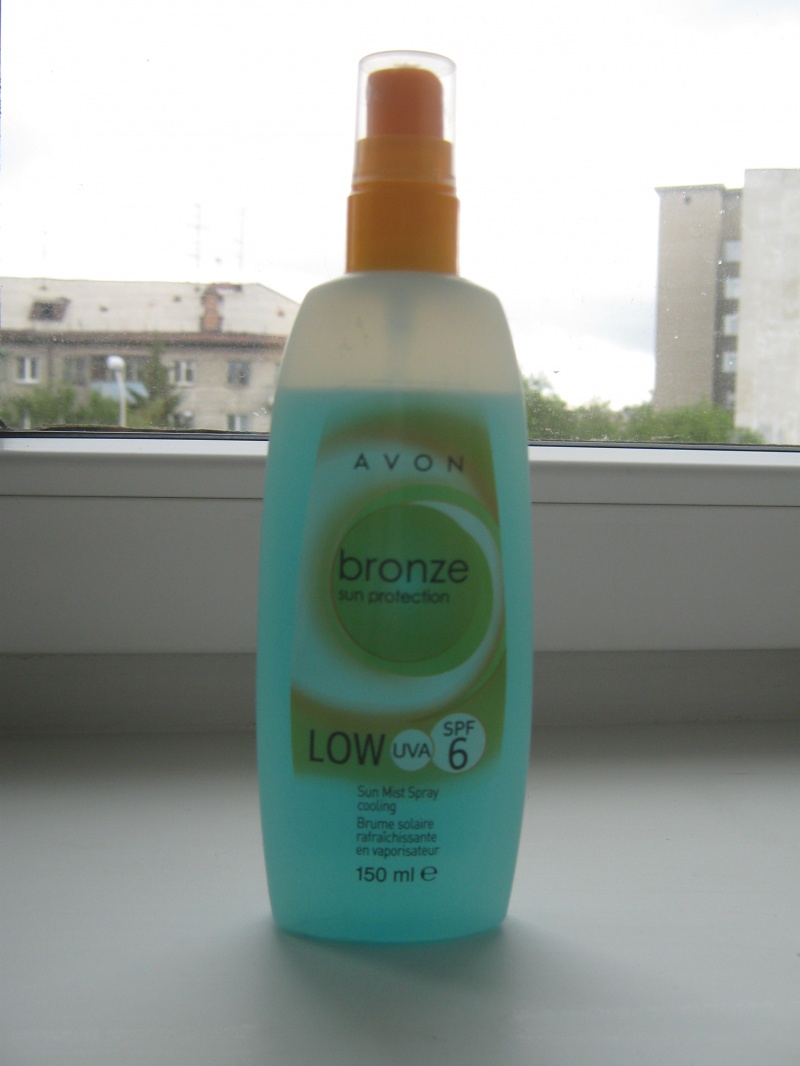 AVON
bronze
sun protection
LOW UVA SPF 6
Sun Mist Spray
cooling
Brume solaire
rafraîchissante
en vaporisateur
150 ml ℮